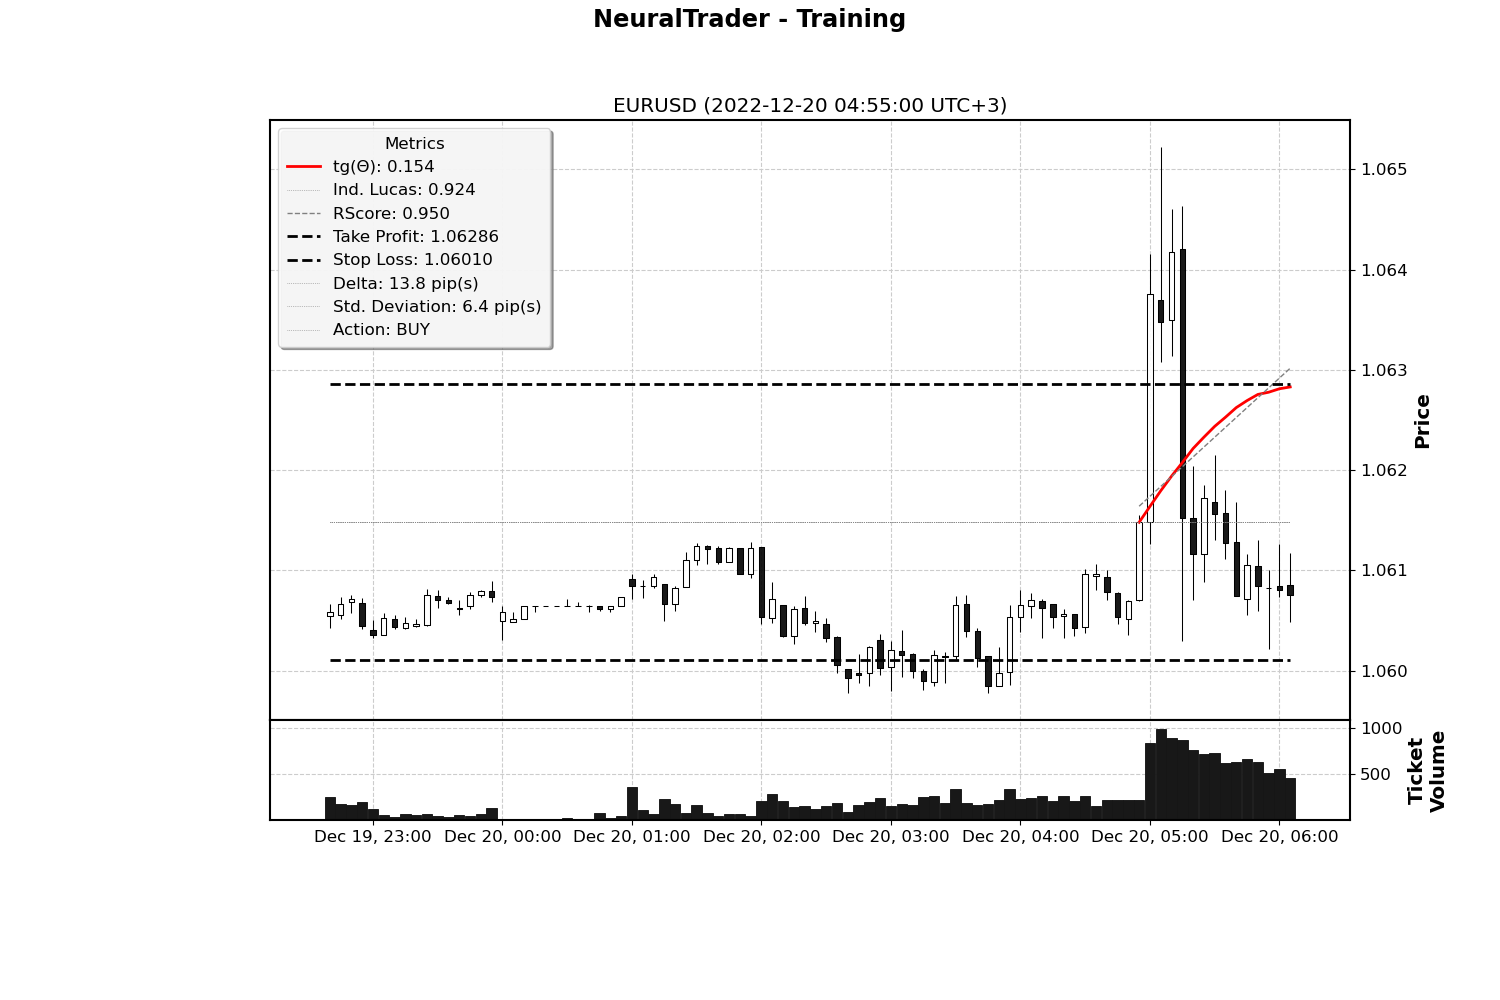 NeuralTrader - Training
EURUSD (2022-12-20 04:55:00 UTC+3)
Metrics
tg(Θ): 0.154
Ind. Lucas: 0.924
RScore: 0.950
Take Profit: 1.06286
Stop Loss: 1.06010
Delta: 13.8 pip(s)
Std. Deviation: 6.4 pip(s)
Action: BUY
1.065
1.064
1.063
1.062
1.061
1.060
Price
1000
500
Ticket
Volume
Dec 19, 23:00
Dec 20, 00:00
Dec 20, 01:00
Dec 20, 02:00
Dec 20, 03:00
Dec 20, 04:00
Dec 20, 05:00
Dec 20, 06:00